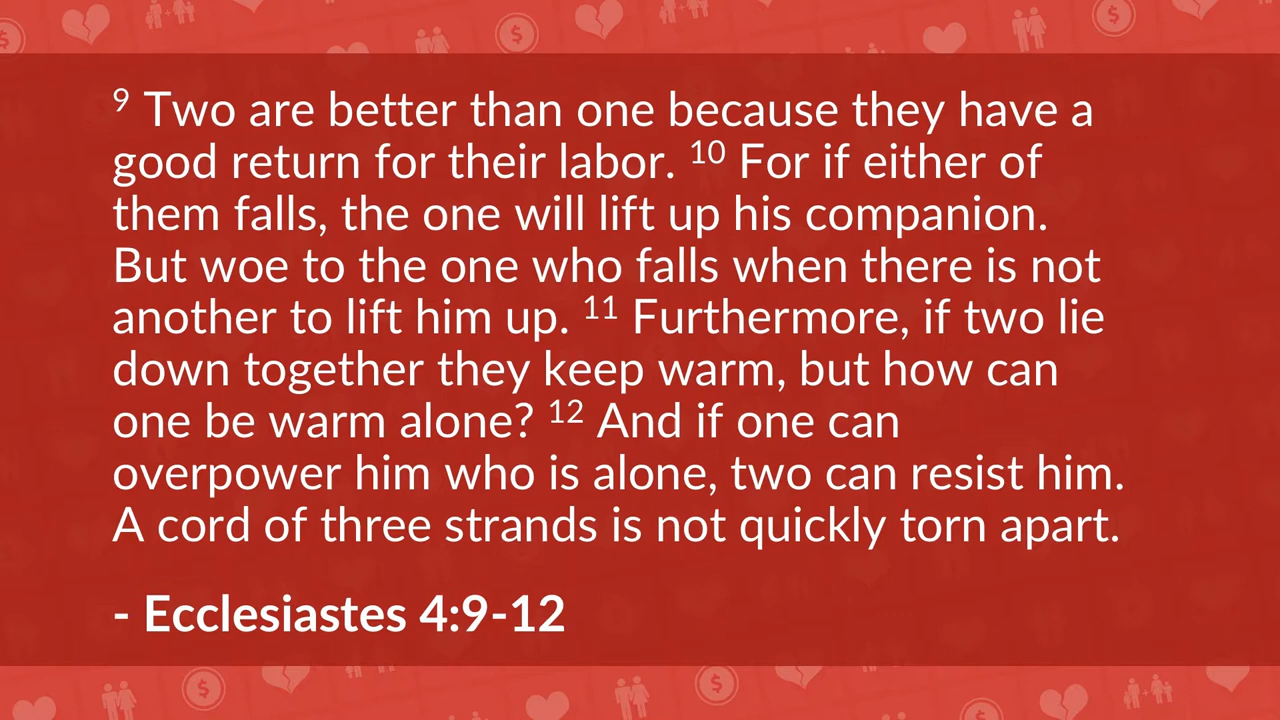 9 Two are better than one because they have a
good return for their labor. 10 For if either of
them falls, the one will lift up his companion.
But woe to the one who falls when there is not
another to lift him up. 11 Furthermore, if two lie
down together they keep warm, but how can
one be warm alone? 12 And if one can
overpower him who is alone, two can resist him.
A cord of three strands is not quickly torn apart.
- Ecclesiastes 4:9-12